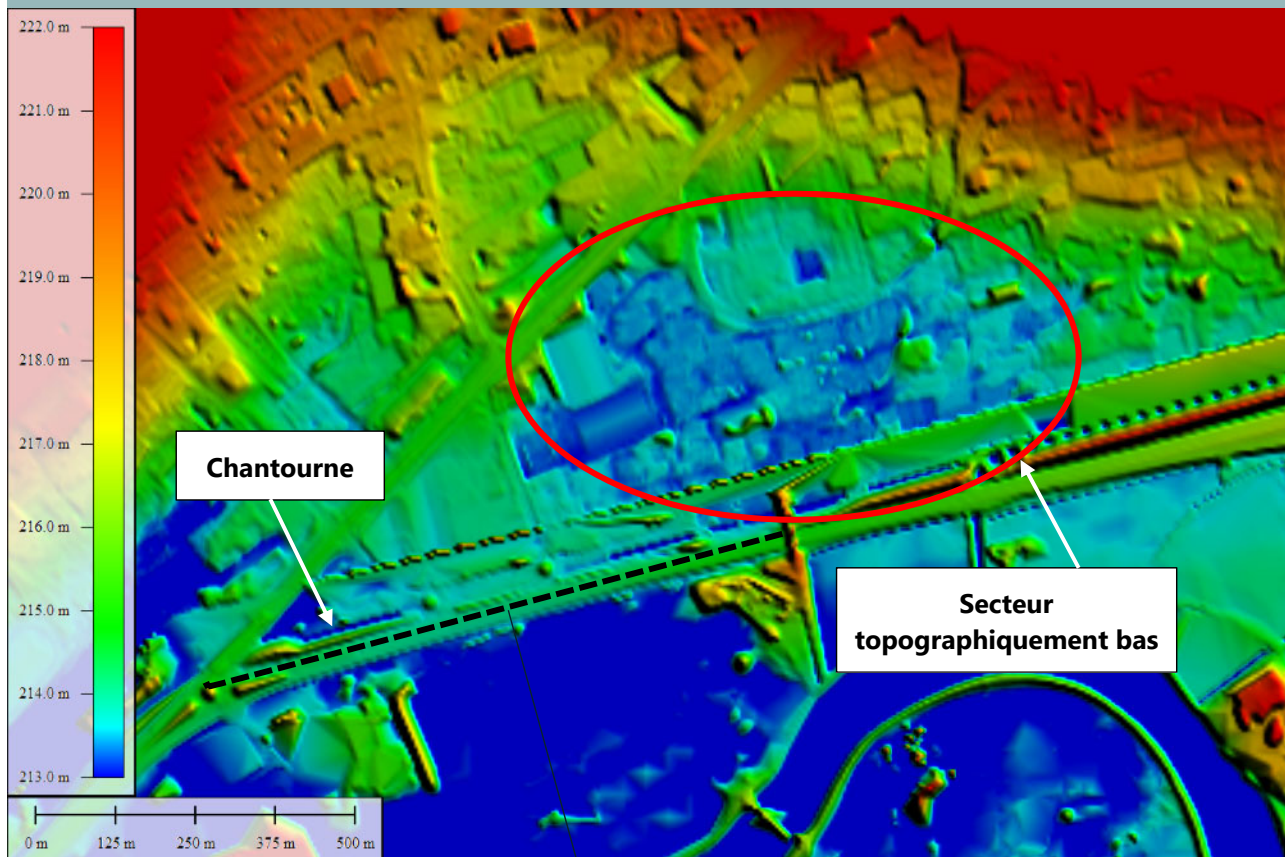 222.0 m
221.0 m
220.0 m
219.0 m
218.0 m
217.0 m
216.0 m
215.0 m
214.0 m
213.0 m
Chantourne
Secteur
topographiquement bas
0 m 125 m 250 m 375 m 500 m